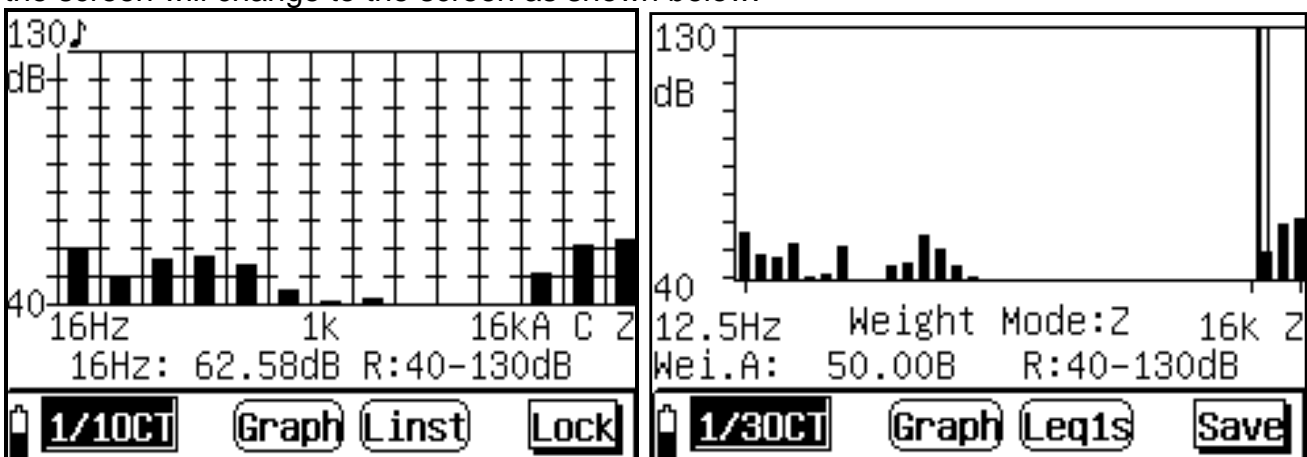 the screen will change to the screen as shown below.
130♪
dB
40
16Hz 1K 16kA C Z
16Hz: 62.58dB R:40-130dB
1/1OCT Graph Linst Lock
130
dB
40
12.5Hz Weight Mode:Z 16k Z
Wei.A: 50.00B R:40-130dB
1/3OCT Graph Leq1s Save